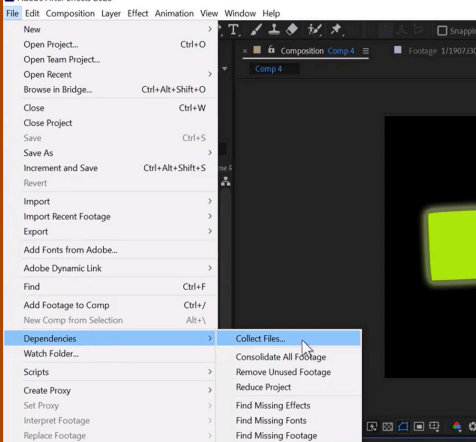 File Edit Composition Layer Effect Animation View Window Help
New >
Open Project... Ctrl+O
Open Team Project...
Open Recent >
Browse in Bridge... Ctrl+Alt+Shift+O
Close Ctrl+W
Close Project
Save Ctrl+S
Save As >
Increment and Save Ctrl+Alt+Shift+S
Revert
Import >
Import Recent Footage >
Export >
Add Fonts from Adobe...
Adobe Dynamic Link >
Find Ctrl+F
Add Footage to Comp Ctrl+/
New Comp from Selection Alt+\
Dependencies >
Watch Folder...
Scripts >
Create Proxy >
Set Proxy >
Interpret Footage >
Replace Footage >
Collect Files...
Consolidate All Footage
Remove Unused Footage
Reduce Project
Find Missing Effects
Find Missing Fonts
Find Missing Footage
Snappin
× Composition Comp 4 ≡
Footage 1/1907J30
Comp 4
me R